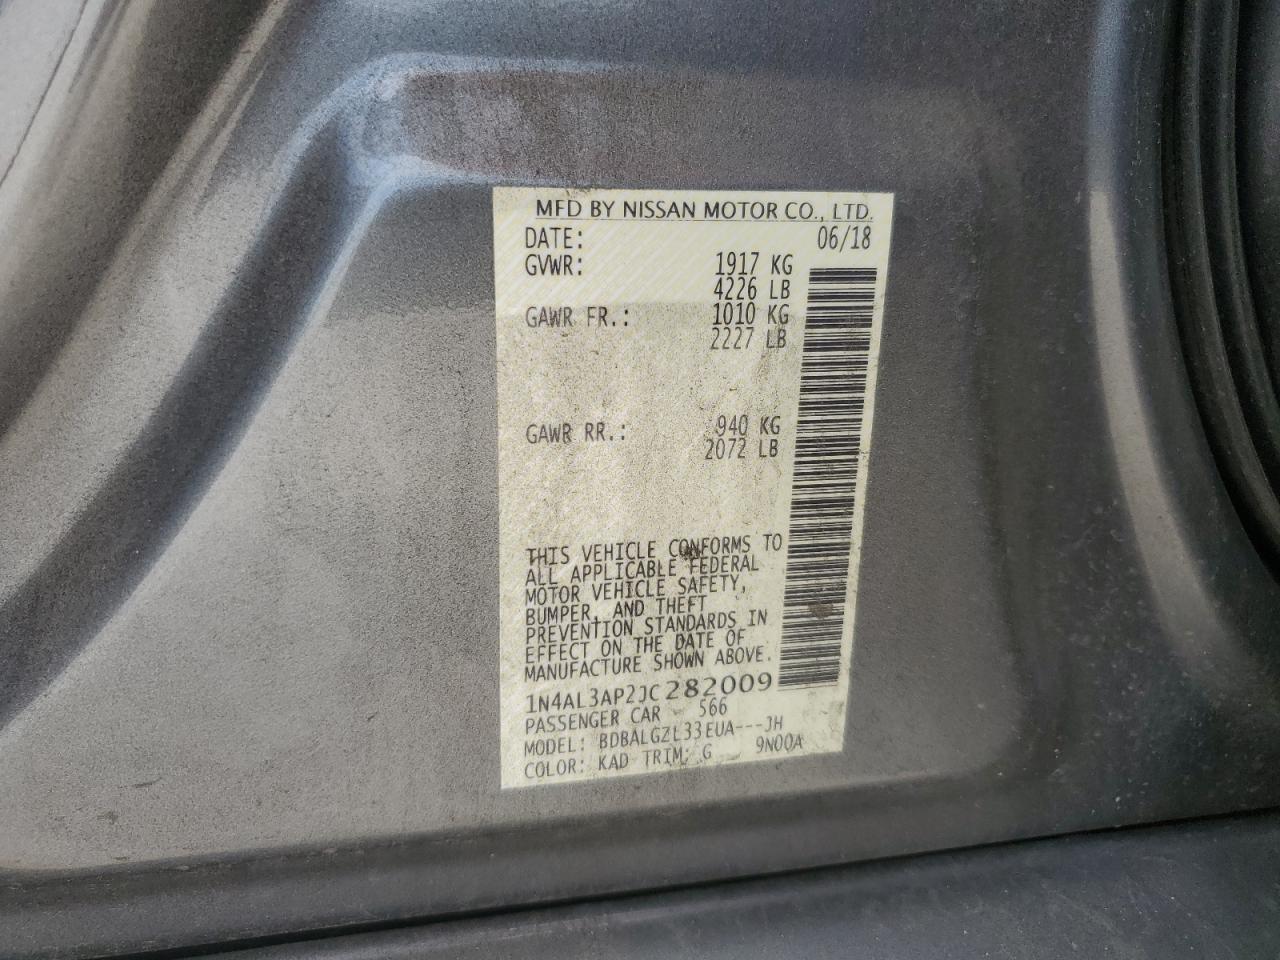 MFD BY NISSAN MOTOR CO., LTD.
DATE: 06/18
GVWR: 1917 KG
4226 LB
GAWR FR.: 1010 KG
2227 LB
GAWR RR.: 940 KG
2072 LB
THIS VEHICLE CONFORMS TO
ALL APPLICABLE FEDERAL
MOTOR VEHICLE SAFETY,
BUMPER, AND THEFT
PREVENTION STANDARDS IN
EFFECT ON THE DATE OF
MANUFACTURE SHOWN ABOVE.
1N4AL3AP2JC282009
PASSENGER CAR 566
MODEL: BDBALGZL33EUA---JH
COLOR: KAD TRIM: G 9N00A